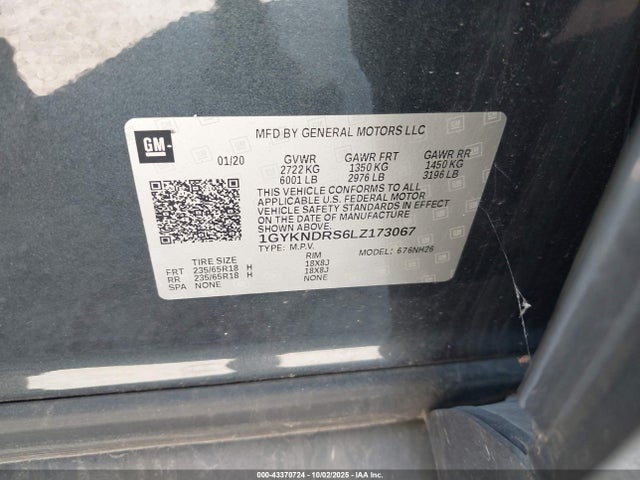 GM
MFD BY GENERAL MOTORS LLC
01/20 GVWR GAWR FRT GAWR RR
2722 KG 1350 KG 1450 KG
6001 LB 2976 LB 3196 LB
THIS VEHICLE CONFORMS TO ALL
APPLICABLE U.S. FEDERAL MOTOR
VEHICLE SAFETY STANDARDS IN EFFECT
ON THE DATE OF MANUFACTURE
1GYKNDRS6LZ173067
TYPE: M.P.V. MODEL: 676NH26
TIRE SIZE RIM
FRT 235/65R18 H 18X8J
RR 235/65R18 H 18X8J
SPA NONE NONE
000-43370724 - 10/02/2025 - IAA Inc.